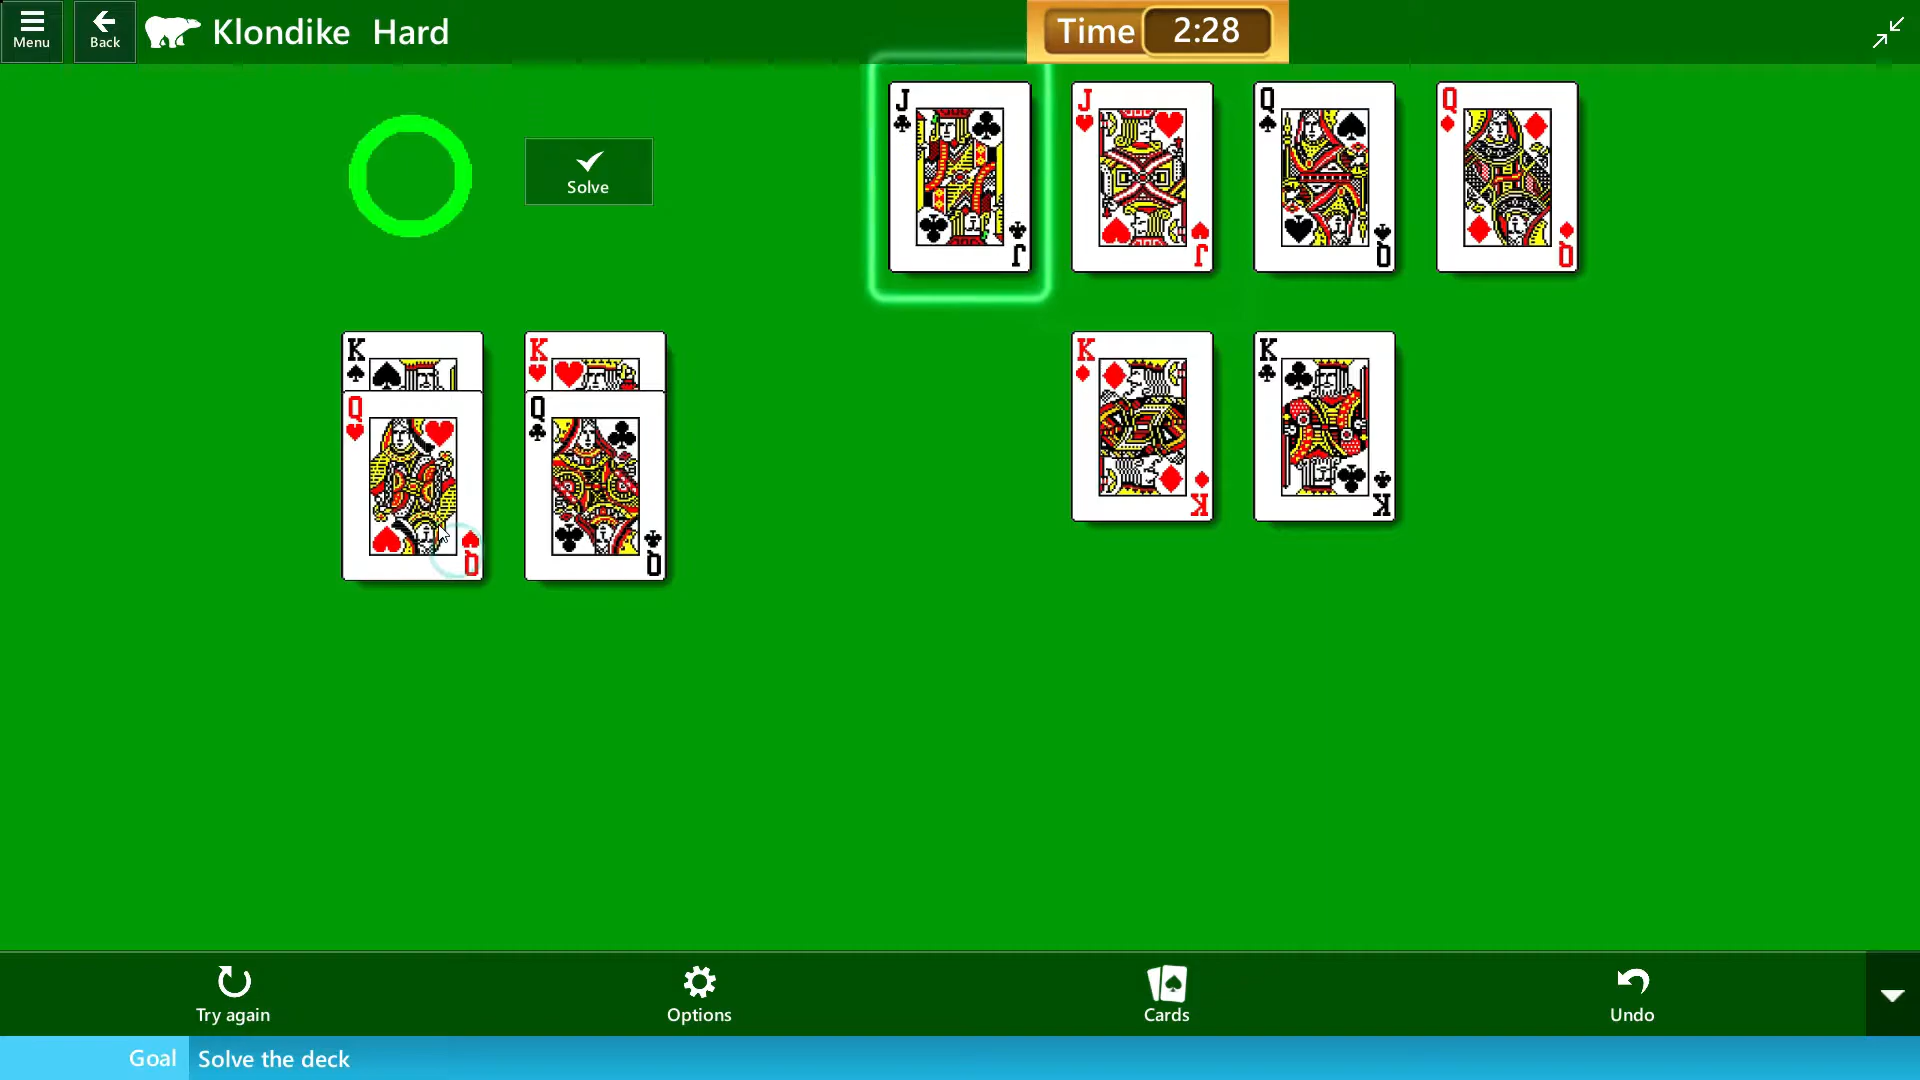 Menu
Back
Klondike Hard
Time 2:28
Solve
J
J
J
J
Q
Q
Q
Q
K
K
K
K
K
K
Q
Q
Q
Q
Try again
Options
Cards
Undo
Goal Solve the deck